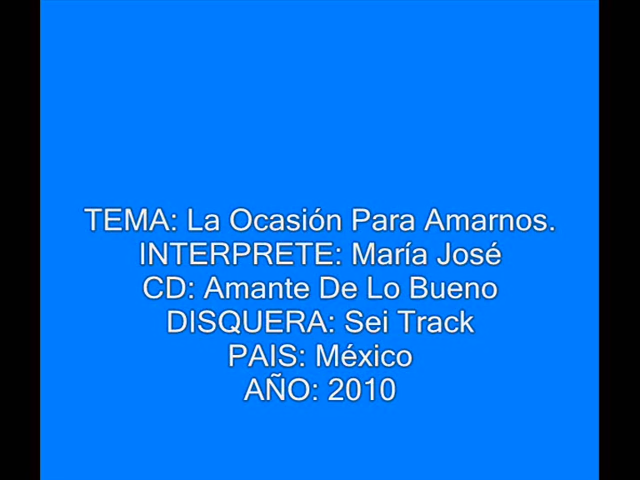 TEMA: La Ocasión Para Amarnos.
INTERPRETE: María José
CD: Amante De Lo Bueno
DISQUERA: Sei Track
PAIS: México
AÑO: 2010